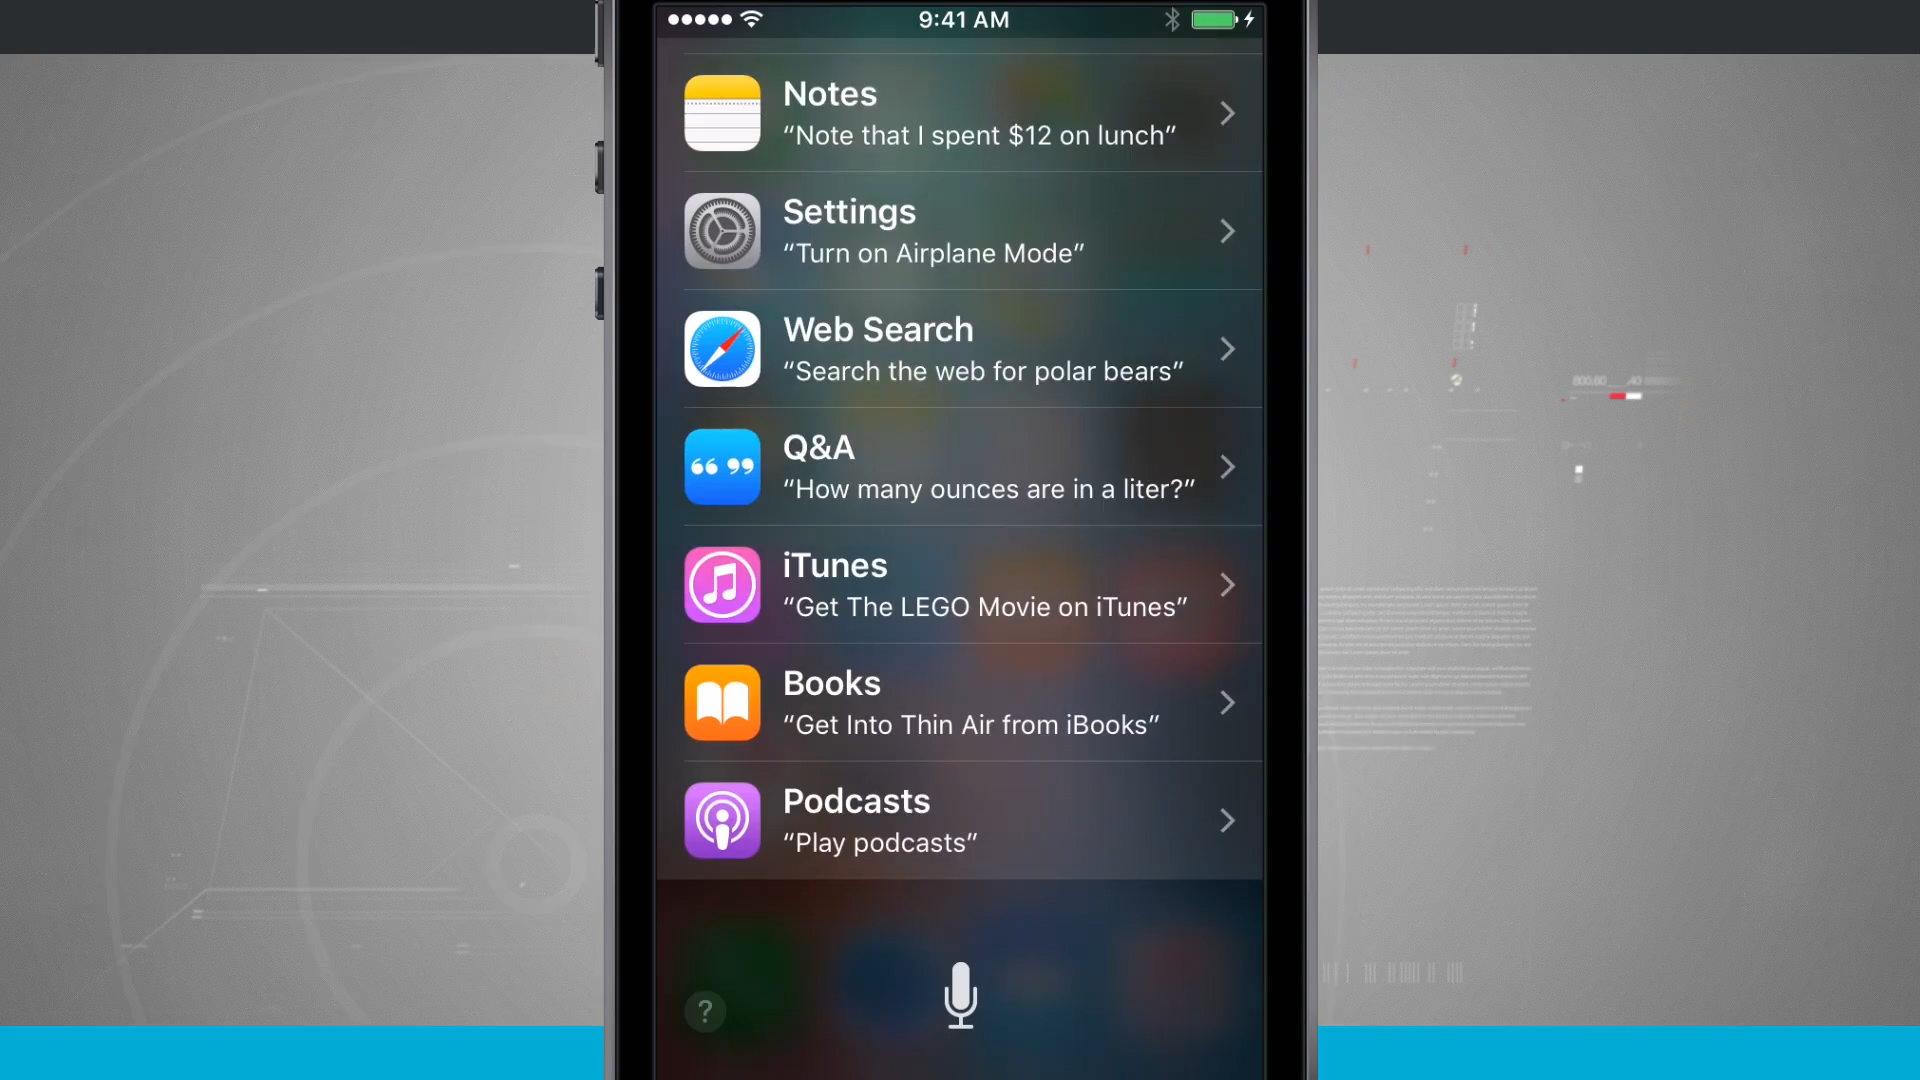 9:41 AM
Notes
“Note that I spent $12 on lunch”
Settings
“Turn on Airplane Mode”
Web Search
“Search the web for polar bears”
Q&A
“How many ounces are in a liter?”
iTunes
“Get The LEGO Movie on iTunes”
Books
“Get Into Thin Air from iBooks”
Podcasts
“Play podcasts”
?